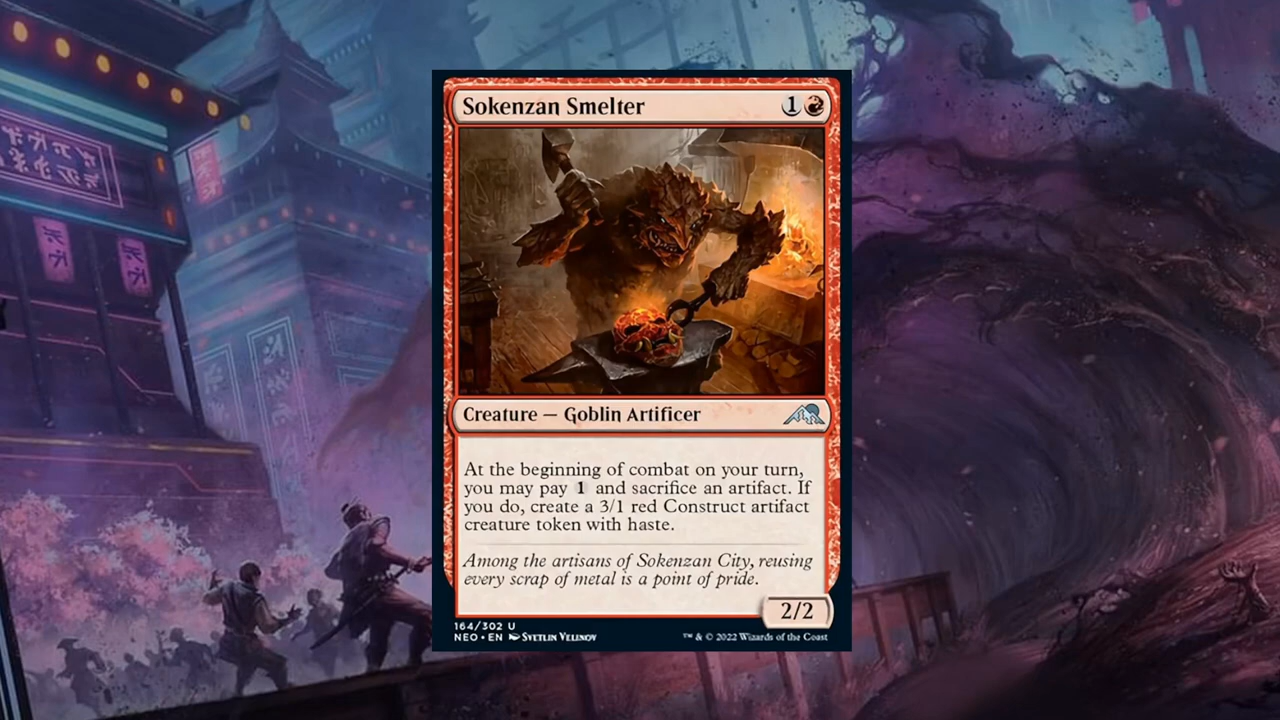 Sokenzan Smelter 1
Creature — Goblin Artificer
At the beginning of combat on your turn,
you may pay 1 and sacrifice an artifact. If
you do, create a 3/1 red Construct artifact
creature token with haste.
Among the artisans of Sokenzan City, reusing
every scrap of metal is a point of pride.
2/2
164/302 U
NEO • EN Svetlin Velinov
™ & © 2022 Wizards of the Coast